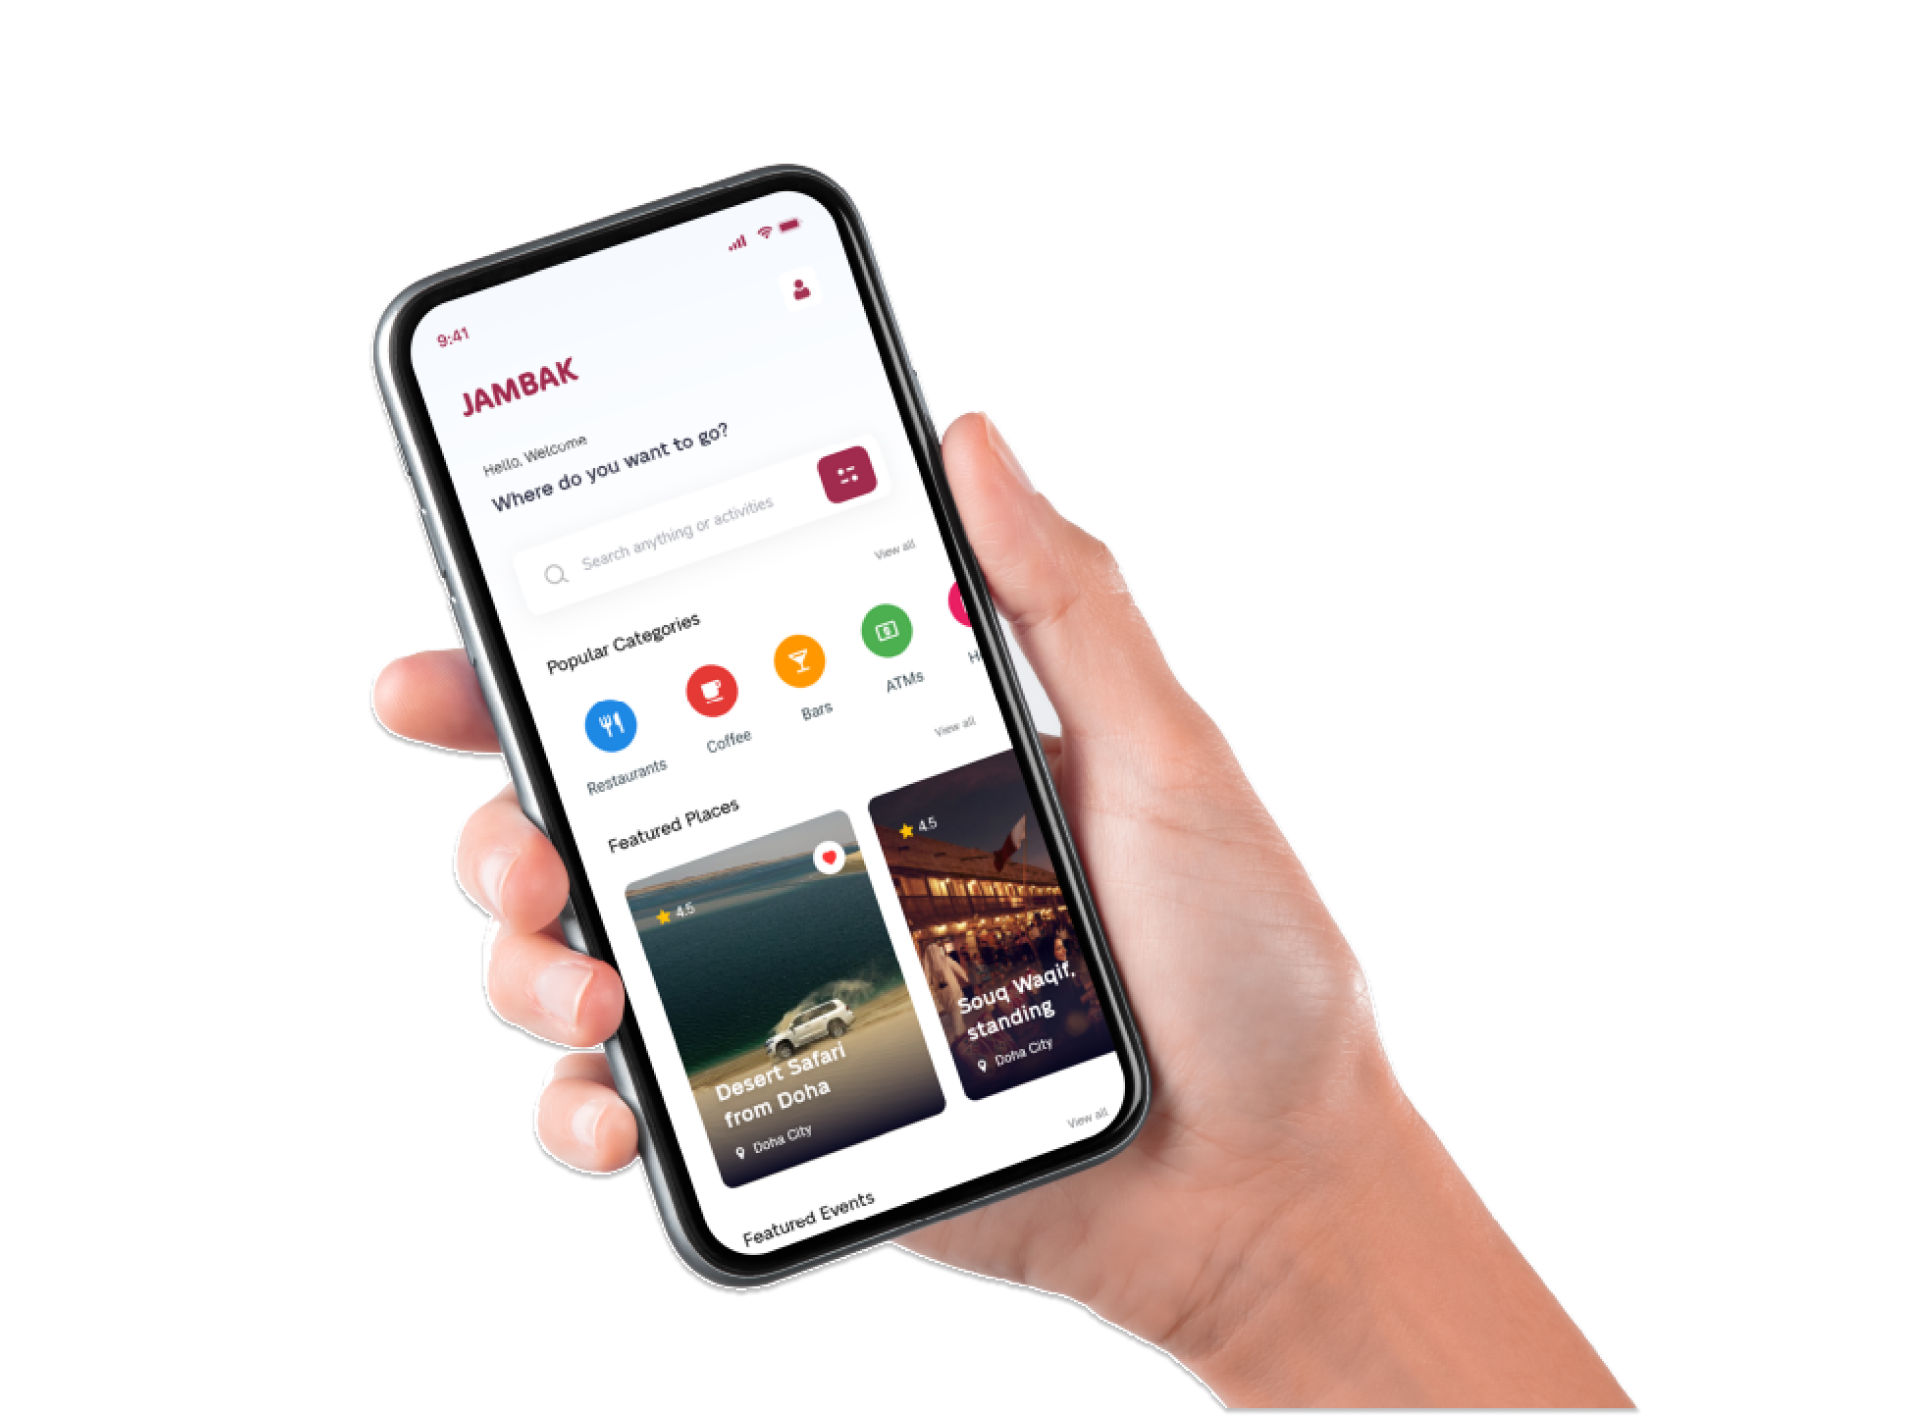 9:41
JAMBAK
Hello, Welcome
Where do you want to go?
Search anything or activities
Popular Categories
View all
Restaurants
Coffee
Bars
ATMs
Featured Places
View all
4.5
Desert Safari
from Doha
Doha City
4.5
Souq Waqif,
standing
Doha City
Featured Events
View all